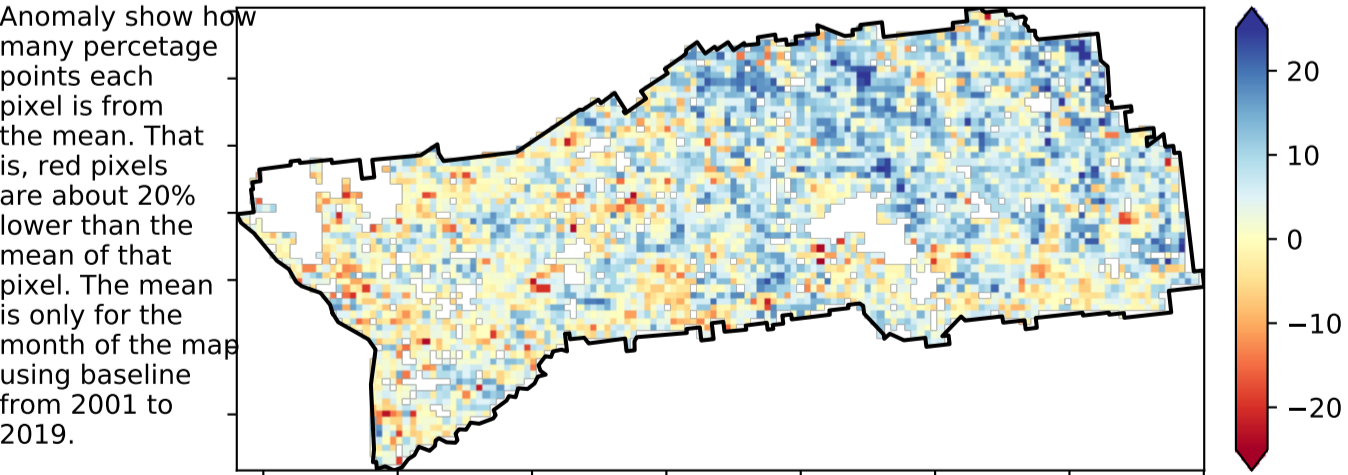 Anomaly show how
many percetage
points each
pixel is from
the mean. That
is, red pixels
are about 20%
lower than the
mean of that
pixel. The mean
is only for the
month of the map
using baseline
from 2001 to
2019.
20
10
0
−10
−20